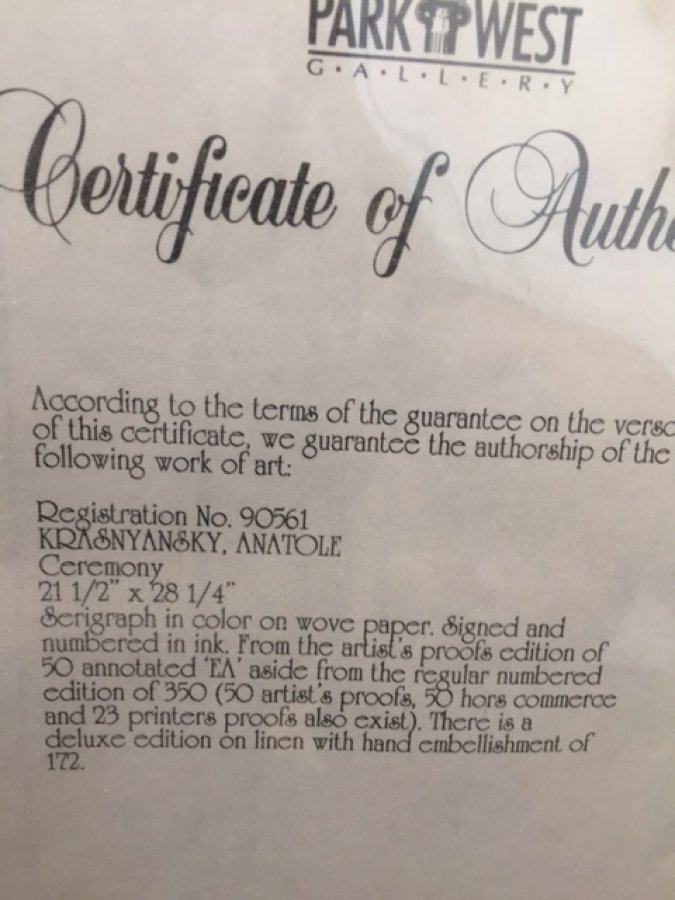 PARK WEST
G·A·L·L·E·R·Y
Certificate of
According to the terms of the guarantee on the verso
of this certificate, we guarantee the authorship of the
following work of art:
Registration No. 90561
KRASNYANSKY, ANATOLE
Ceremony
21 1/2" x 28 1/4"
Serigraph in color on wove paper. Signed and
numbered in ink. From the artist's proofs edition of
50 annotated 'EA' aside from the regular numbered
edition of 350 (50 artist's proofs, 50 hors commerce
and 23 printers proofs also exist). There is a
deluxe edition on linen with hand embellishment of
172.